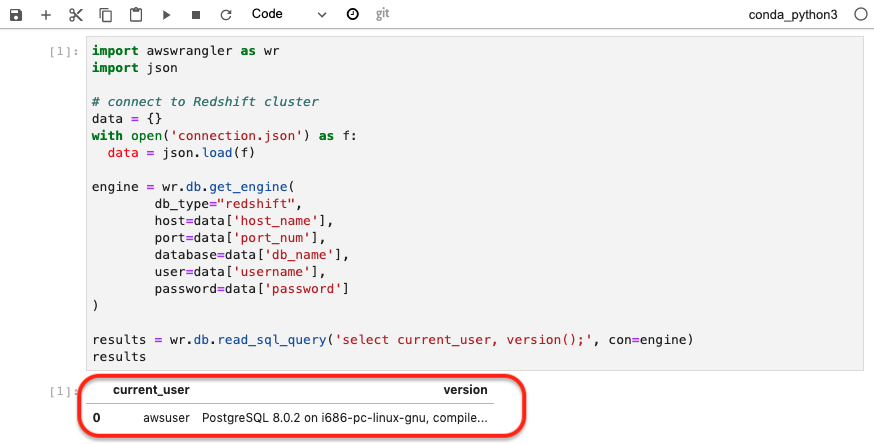 Code git conda_python3
[1]: import awswrangler as wr
import json
# connect to Redshift cluster
data = {}
with open('connection.json') as f:
  data = json.load(f)
engine = wr.db.get_engine(
        db_type="redshift",
        host=data['host_name'],
        port=data['port_num'],
        database=data['db_name'],
        user=data['username'],
        password=data['password']
)
results = wr.db.read_sql_query('select current_user, version();', con=engine)
results
[1]: current_user version
0 awsuser PostgreSQL 8.0.2 on i686-pc-linux-gnu, compile...